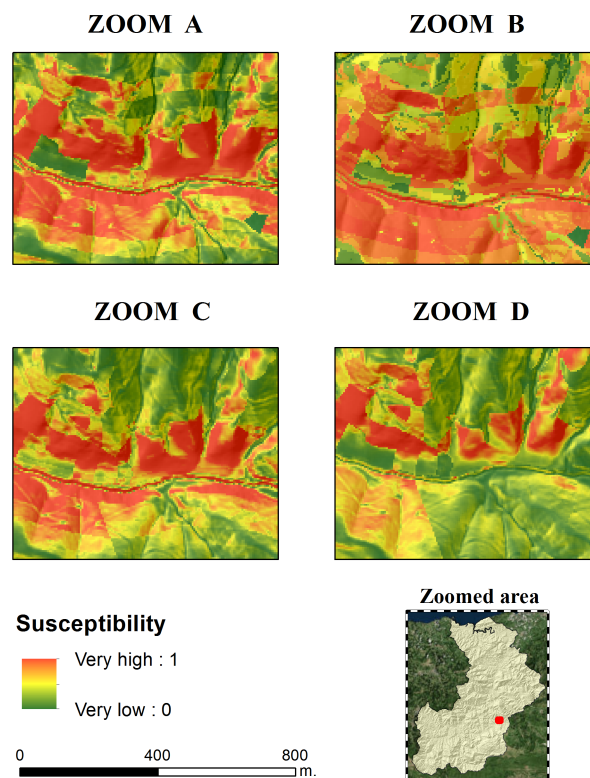 ZOOM A
ZOOM B
ZOOM C
ZOOM D
Zoomed area
Susceptibility
Very high : 1
Very low : 0
0 400 800
m.